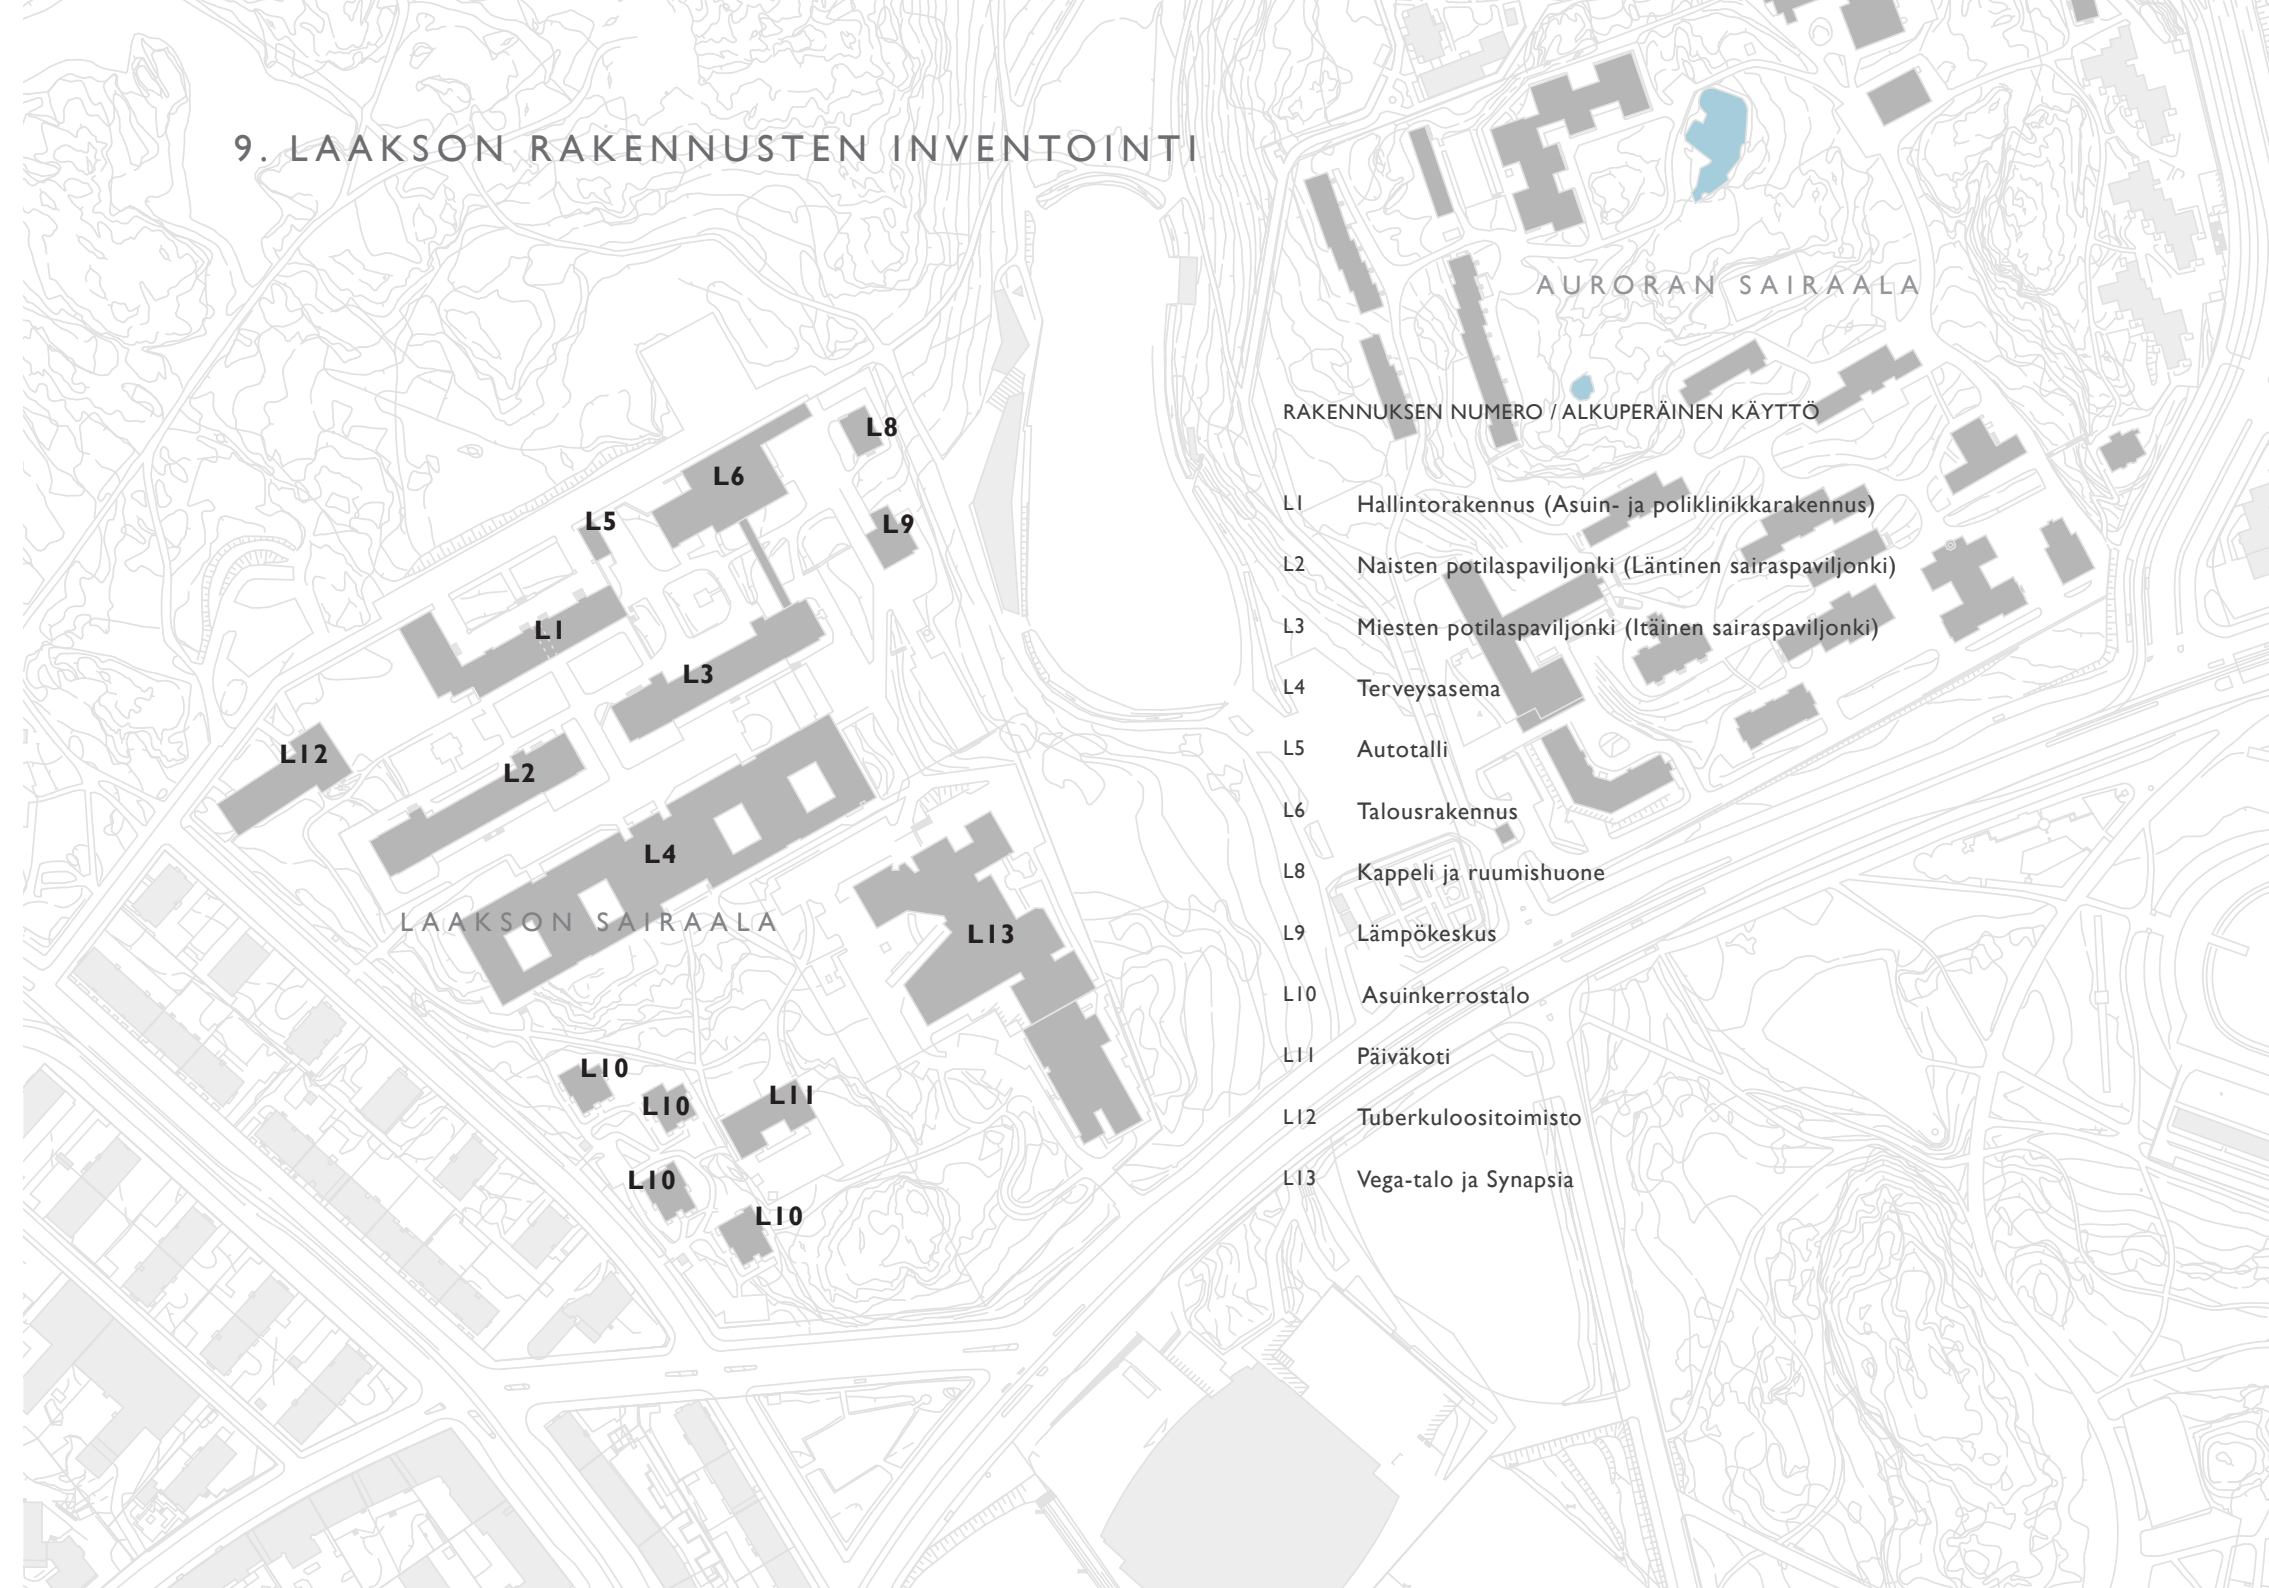 9. LAAKSON RAKENNUSTEN INVENTOINTI
AURORAN SAIRAALA
RAKENNUKSEN NUMERO / ALKUPERÄINEN KÄYTTÖ
L1 Hallintorakennus (Asuin- ja poliklinikkarakennus)
L2 Naisten potilaspaviljonki (Läntinen sairaspaviljonki)
L3 Miesten potilaspaviljonki (Itäinen sairaspaviljonki)
L4 Terveysasema
L5 Autotalli
L6 Talousrakennus
L8 Kappeli ja ruumishuone
L9 Lämpökeskus
L10 Asuinkerrostalo
L11 Päiväkoti
L12 Tuberkuloositoimisto
L13 Vega-talo ja Synapsia
L8
L6
L5
L9
L1
L3
L12
L2
L4
LAAKSON SAIRAALA
L13
L10
L11
L10
L10
L10